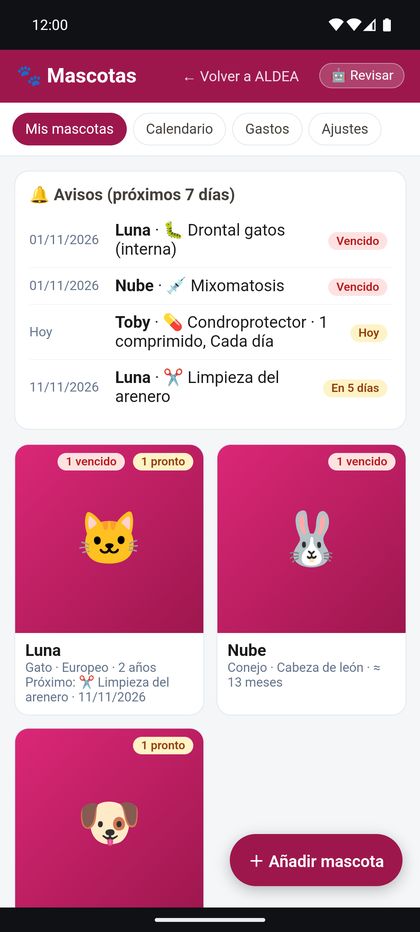 12:00
🐾 Mascotas
← Volver a ALDEA
🤖 Revisar
Mis mascotas
Calendario
Gastos
Ajustes
🔔 Avisos (próximos 7 días)
01/11/2026
Luna · 🐛 Drontal gatos
(interna)
Vencido
01/11/2026
Nube · 💉 Mixomatosis
Vencido
Hoy
Toby · 💊 Condroprotector · 1
comprimido, Cada día
Hoy
11/11/2026
Luna · ✂️ Limpieza del
arenero
En 5 días
1 vencido
1 pronto
Luna
Gato · Europeo · 2 años
Próximo: ✂️ Limpieza del
arenero · 11/11/2026
1 vencido
Nube
Conejo · Cabeza de león · ≈
13 meses
1 pronto
+ Añadir mascota